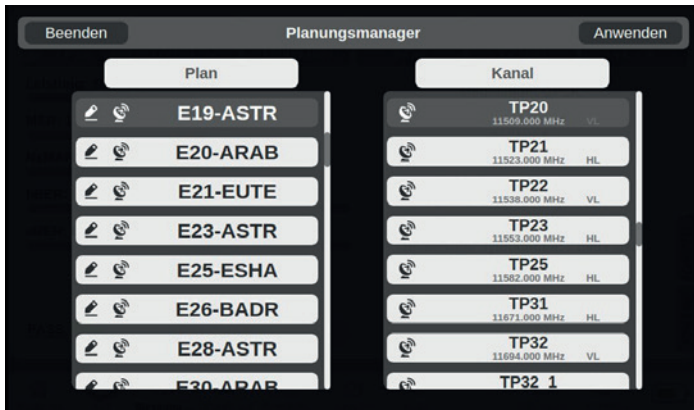 Beenden Planungsmanager Anwenden
Plan
E19-ASTR
E20-ARAB
E21-EUTE
E23-ASTR
E25-ESHA
E26-BADR
E28-ASTR
E30-ARAB
Kanal
TP20
11509.000 MHz VL
TP21
11523.000 MHz HL
TP22
11538.000 MHz VL
TP23
11553.000 MHz HL
TP25
11582.000 MHz HL
TP31
11671.000 MHz HL
TP32
11694.000 MHz VL
TP32_1